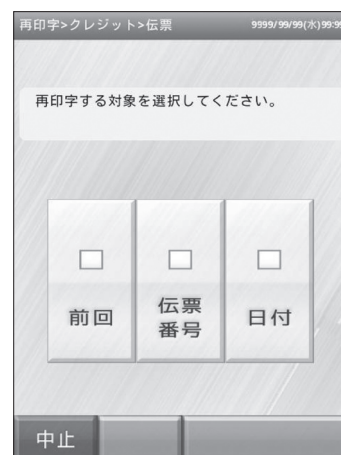 再印字>クレジット>伝票 9999/99/99(水)99:99
再印字する対象を選択してください。
前回
伝票
番号
日付
中止